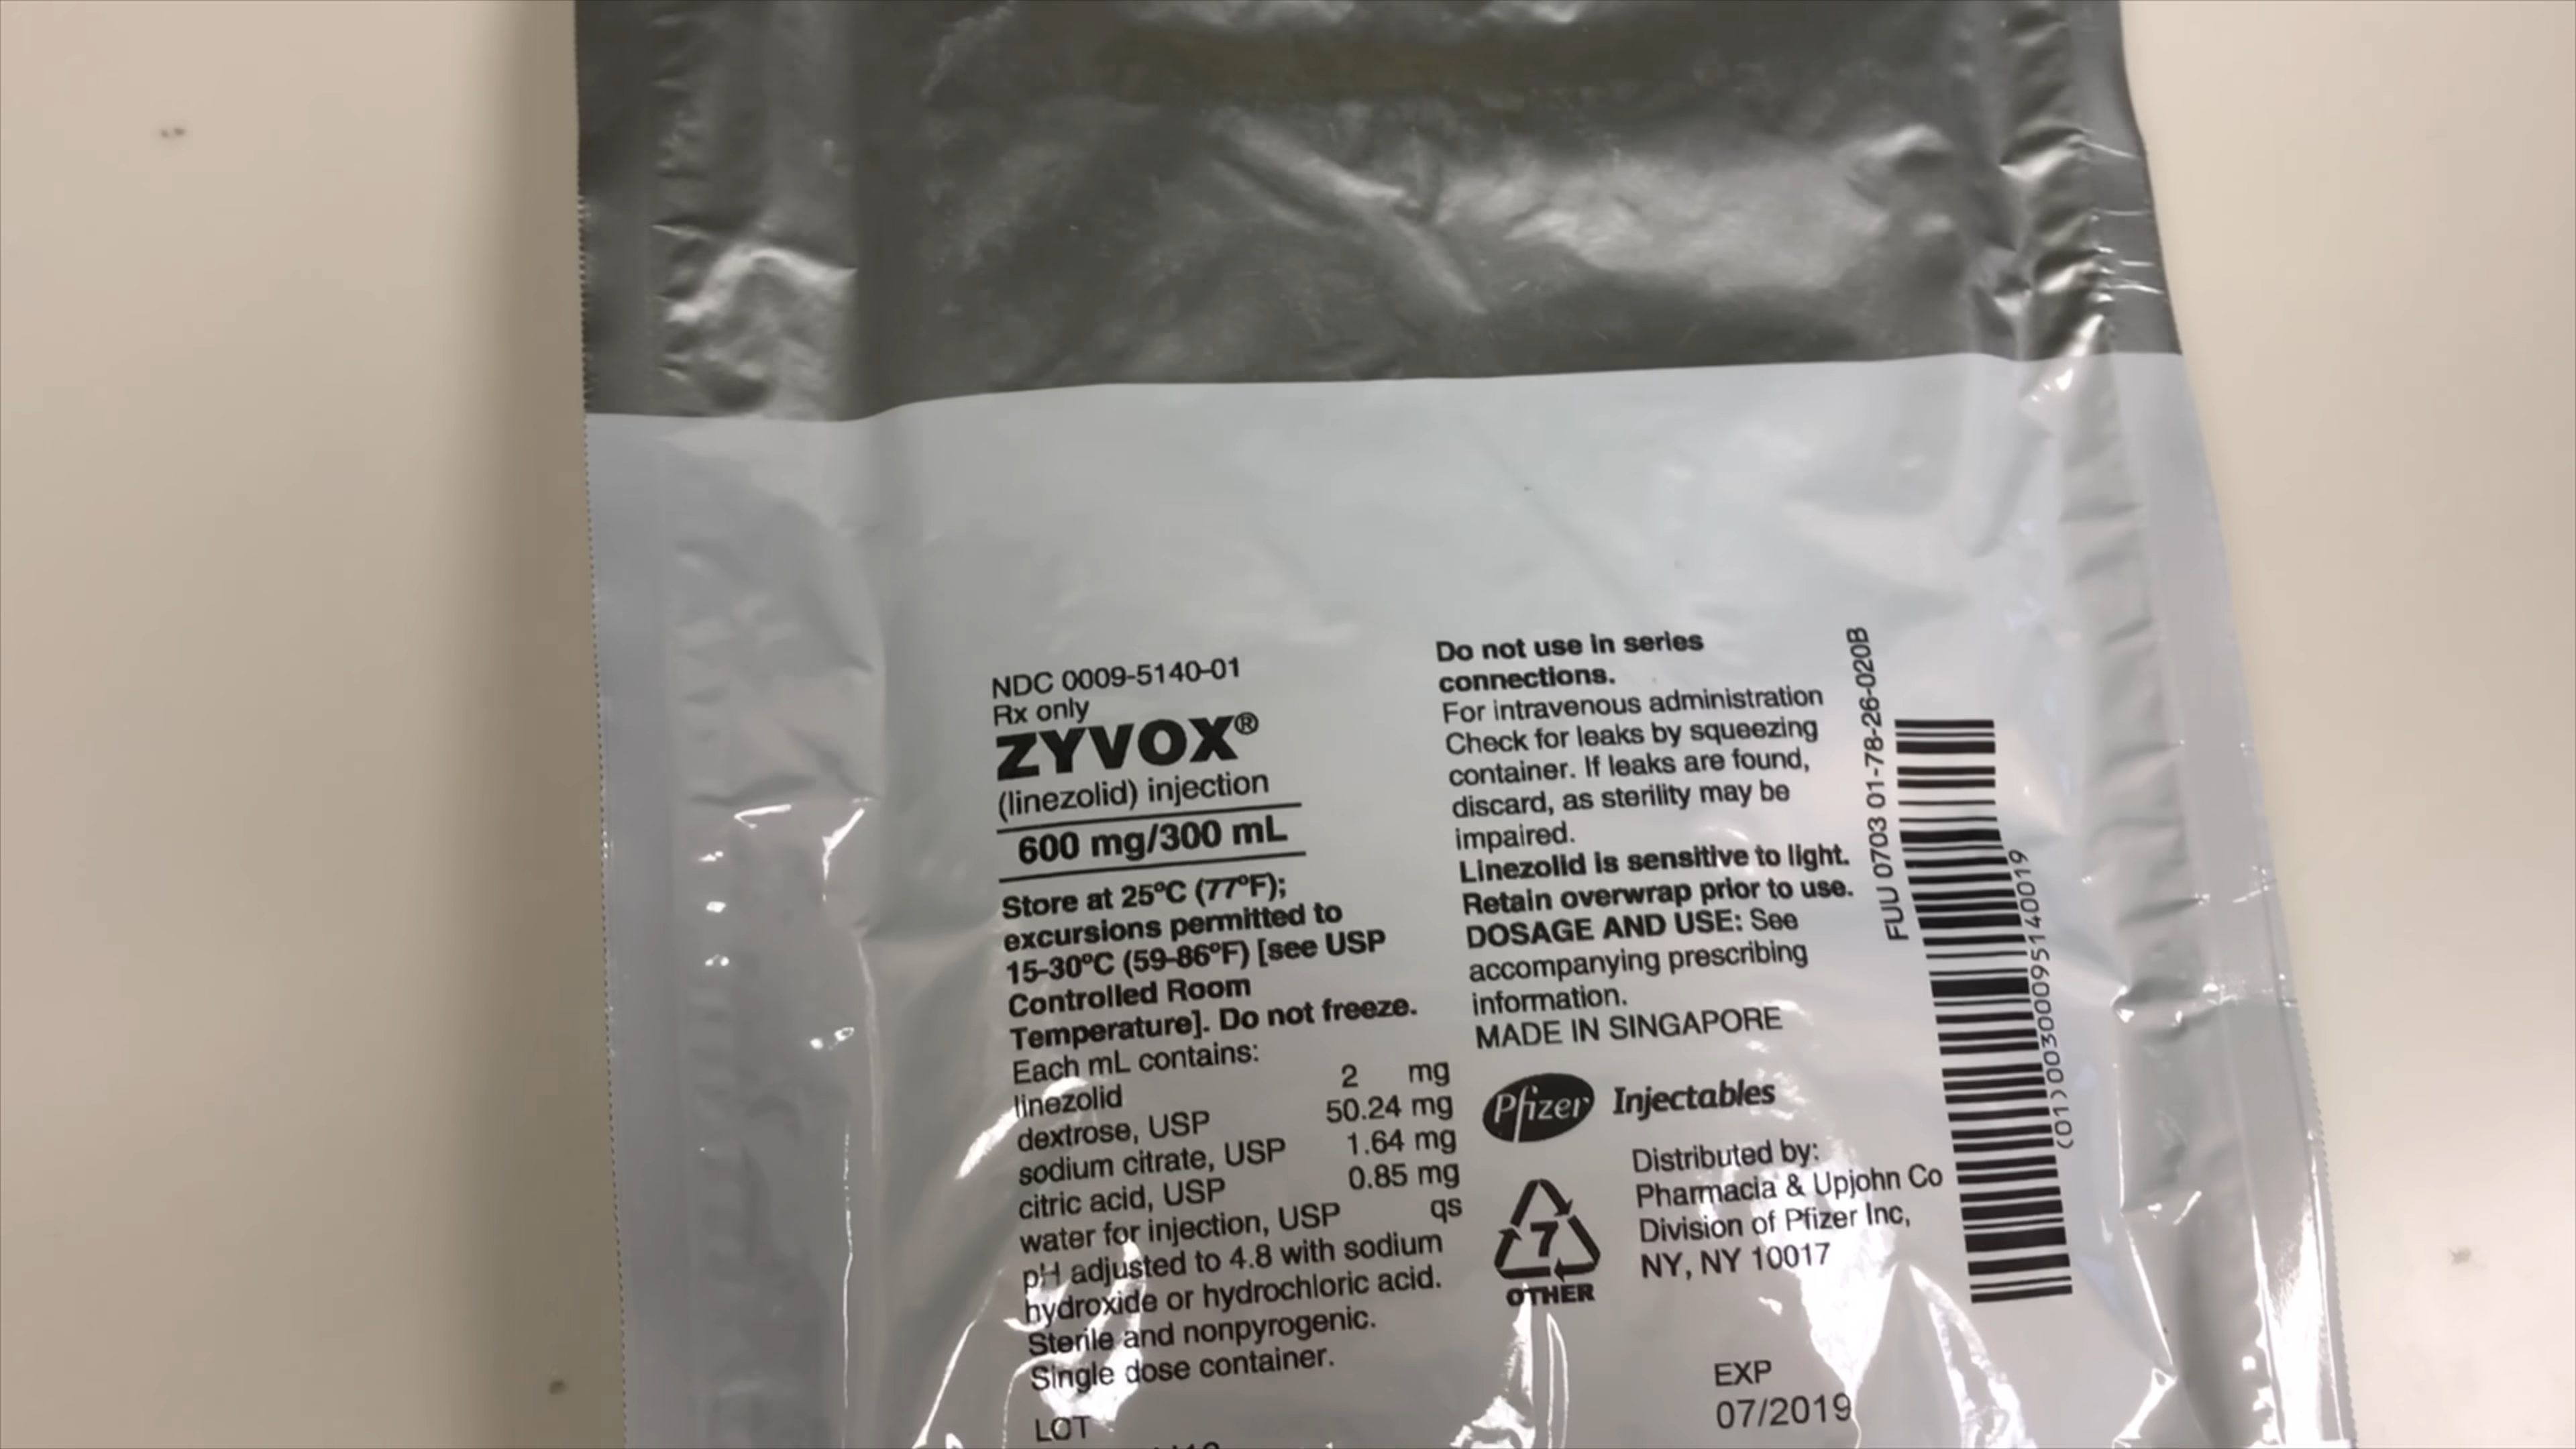 NDC 0009-5140-01
Rx only
ZYVOX®
(linezolid) injection
600 mg/300 mL
Store at 25ºC (77ºF);
excursions permitted to
15-30ºC (59-86ºF) [see USP
Controlled Room
Temperature]. Do not freeze.
Each mL contains:
linezolid 2 mg
dextrose, USP 50.24 mg
sodium citrate, USP 1.64 mg
citric acid, USP 0.85 mg
water for injection, USP qs
pH adjusted to 4.8 with sodium
hydroxide or hydrochloric acid.
Sterile and nonpyrogenic.
Single dose container.
LOT
Do not use in series
connections.
For intravenous administration
Check for leaks by squeezing
container. If leaks are found,
discard, as sterility may be
impaired.
Linezolid is sensitive to light.
Retain overwrap prior to use.
DOSAGE AND USE: See
accompanying prescribing
information.
MADE IN SINGAPORE
Pfizer Injectables
Distributed by:
Pharmacia & Upjohn Co
Division of Pfizer Inc,
NY, NY 10017
7
OTHER
EXP
07/2019
FUU 0703 01-78-26-020B
(01)00300095140019